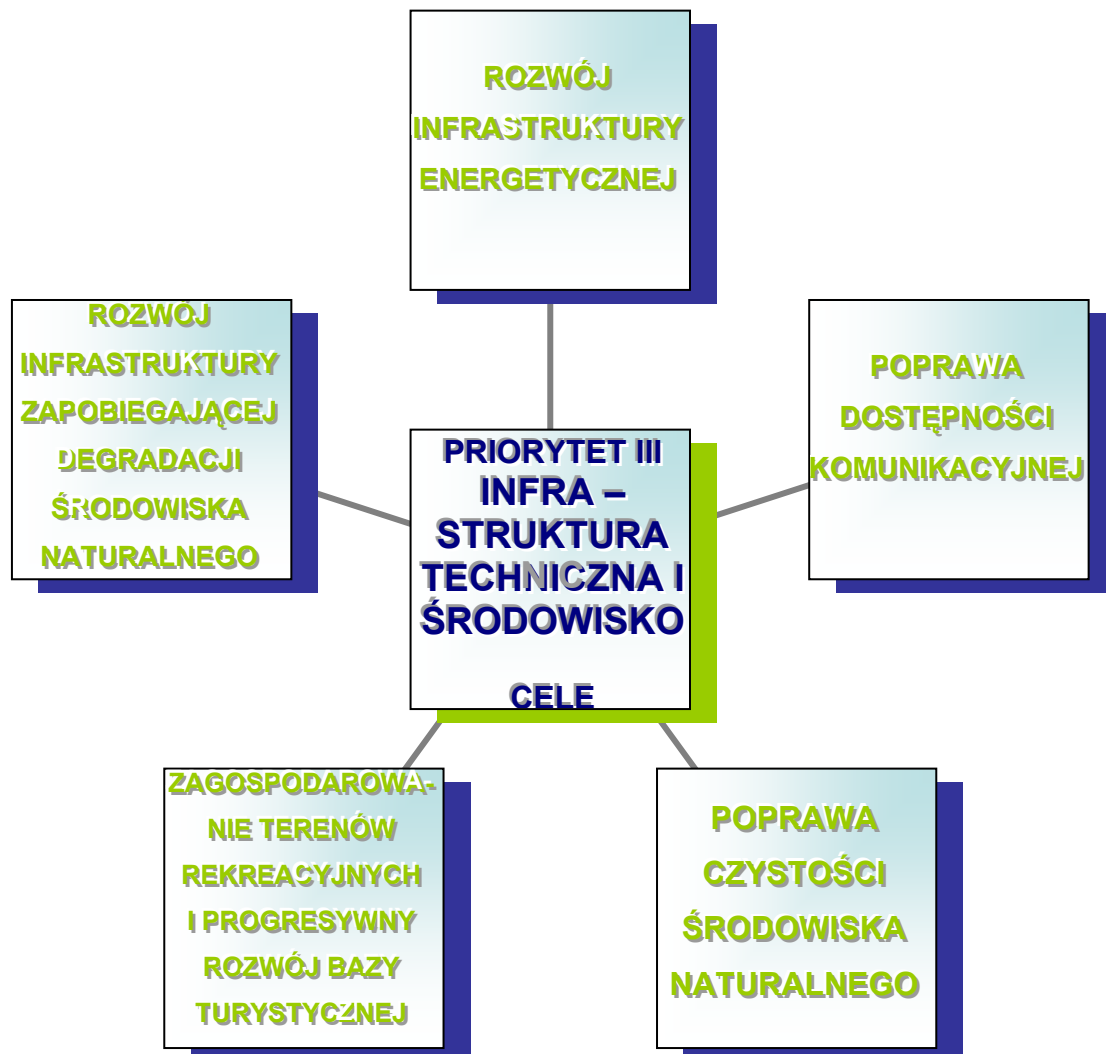 ROZWÓJ
INFRASTRUKTURY
ENERGETYCZNEJ
ROZWÓJ
INFRASTRUKTURY
ZAPOBIEGAJĄCEJ
DEGRADACJI
ŚRODOWISKA
NATURALNEGO
POPRAWA
DOSTĘPNOŚCI
KOMUNIKACYJNEJ
PRIORYTET III
INFRA –
STRUKTURA
TECHNICZNA I
ŚRODOWISKO
CELE
ZAGOSPODAROWA-
NIE TERENÓW
REKREACYJNYCH
I PROGRESYWNY
ROZWÓJ BAZY
TURYSTYCZNEJ
POPRAWA
CZYSTOŚCI
ŚRODOWISKA
NATURALNEGO